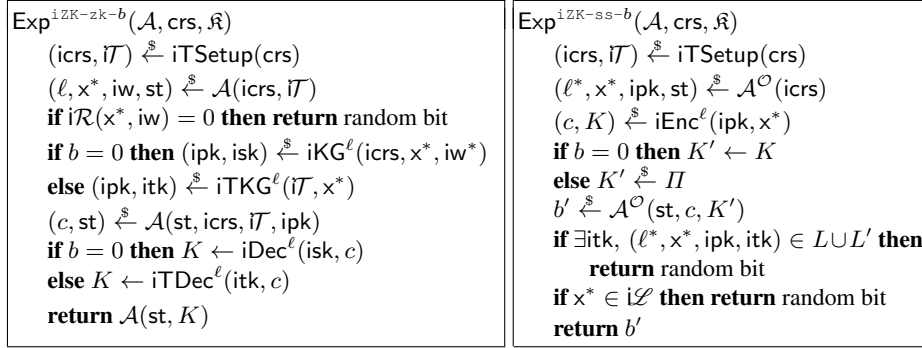 Exp^{iZK-zk-b}(𝒜, crs, 𝔎)
(icrs, i𝒯) ←$ iTSetup(crs)
(ℓ, x*, iw, st) ←$ 𝒜(icrs, i𝒯)
if iℛ(x*, iw) = 0 then return random bit
if b = 0 then (ipk, isk) ←$ iKG^ℓ(icrs, x*, iw*)
else (ipk, itk) ←$ iTKG^ℓ(i𝒯, x*)
(c, st) ←$ 𝒜(st, icrs, i𝒯, ipk)
if b = 0 then K ← iDec^ℓ(isk, c)
else K ← iTDec^ℓ(itk, c)
return 𝒜(st, K)
Exp^{iZK-ss-b}(𝒜, crs, 𝔎)
(icrs, i𝒯) ←$ iTSetup(crs)
(ℓ*, x*, ipk, st) ←$ 𝒜^𝒪(icrs)
(c, K) ←$ iEnc^ℓ(ipk, x*)
if b = 0 then K′ ← K
else K′ ←$ Π
b′ ←$ 𝒜^𝒪(st, c, K′)
if ∃itk, (ℓ*, x*, ipk, itk) ∈ L∪L′ then
return random bit
if x* ∈ iℒ then return random bit
return b′